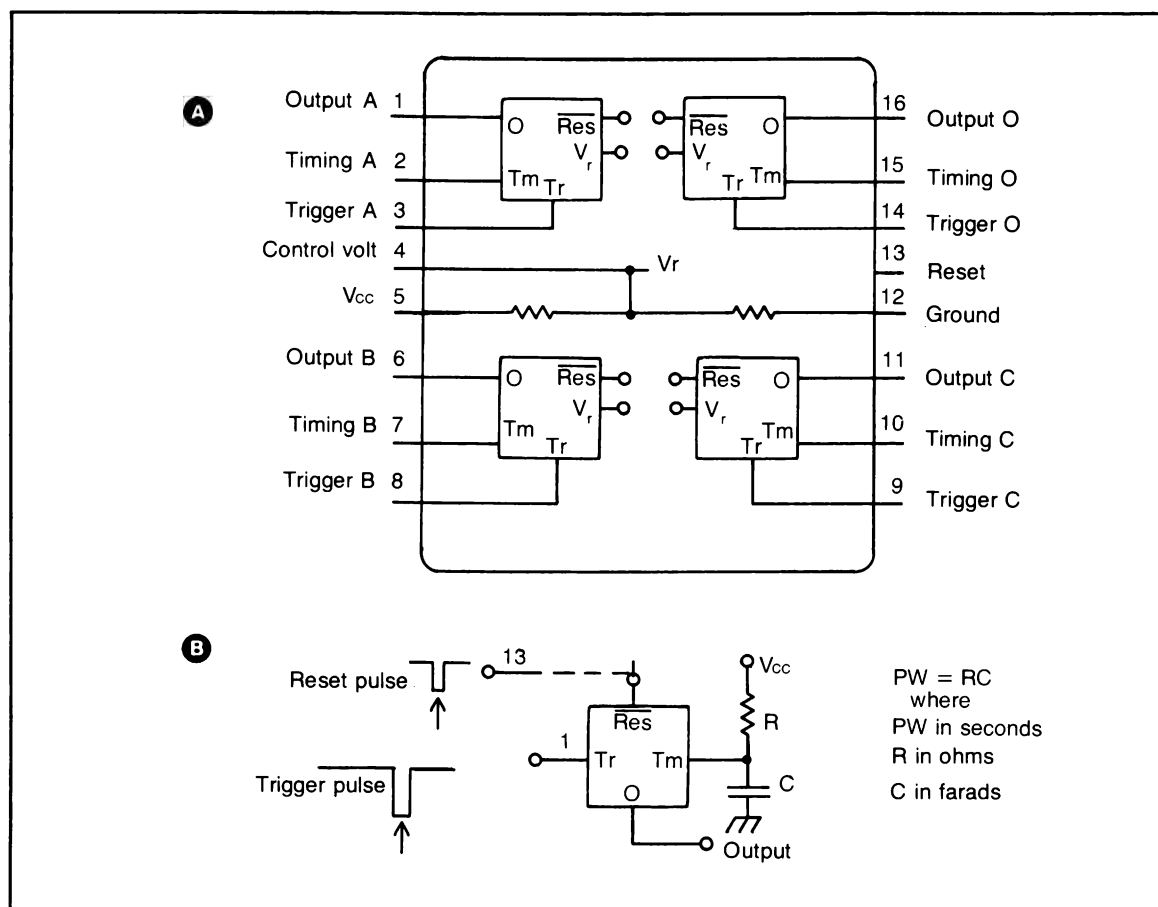 A
Output A 1
Timing A 2
Trigger A 3
Control volt 4
Vcc 5
Output B 6
Timing B 7
Trigger B 8
O Res
Vr
Tm Tr
Res O
Vr
Tr Tm
Vr
O Res
Vr
Tm
Tr
Res O
Vr
Tm
Tr
16 Output O
15 Timing O
14 Trigger O
13 Reset
12 Ground
11 Output C
10 Timing C
9 Trigger C
B
Reset pulse
13
Trigger pulse
1
Res
Tr Tm
O
Vcc
R
C
Output
PW = RC
where
PW in seconds
R in ohms
C in farads